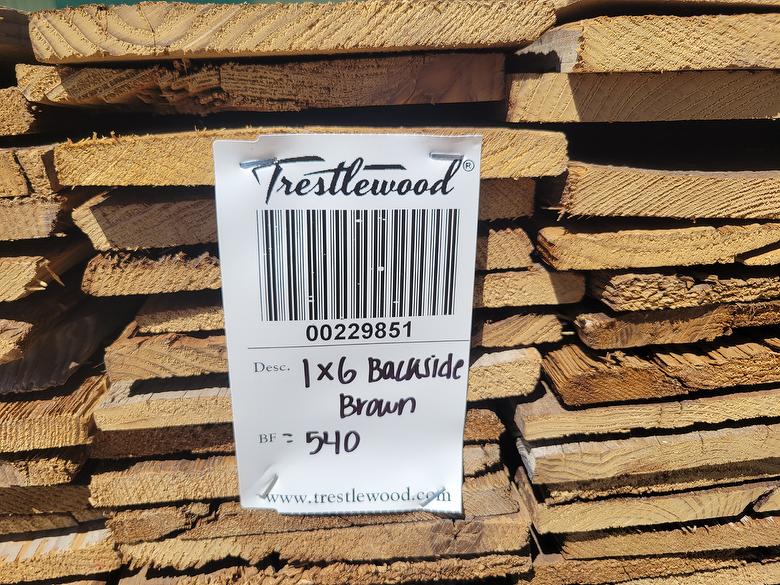 Trestlewood®
00229851
Desc. 1x6 Backside
Brown
BF = 540
www.trestlewood.com